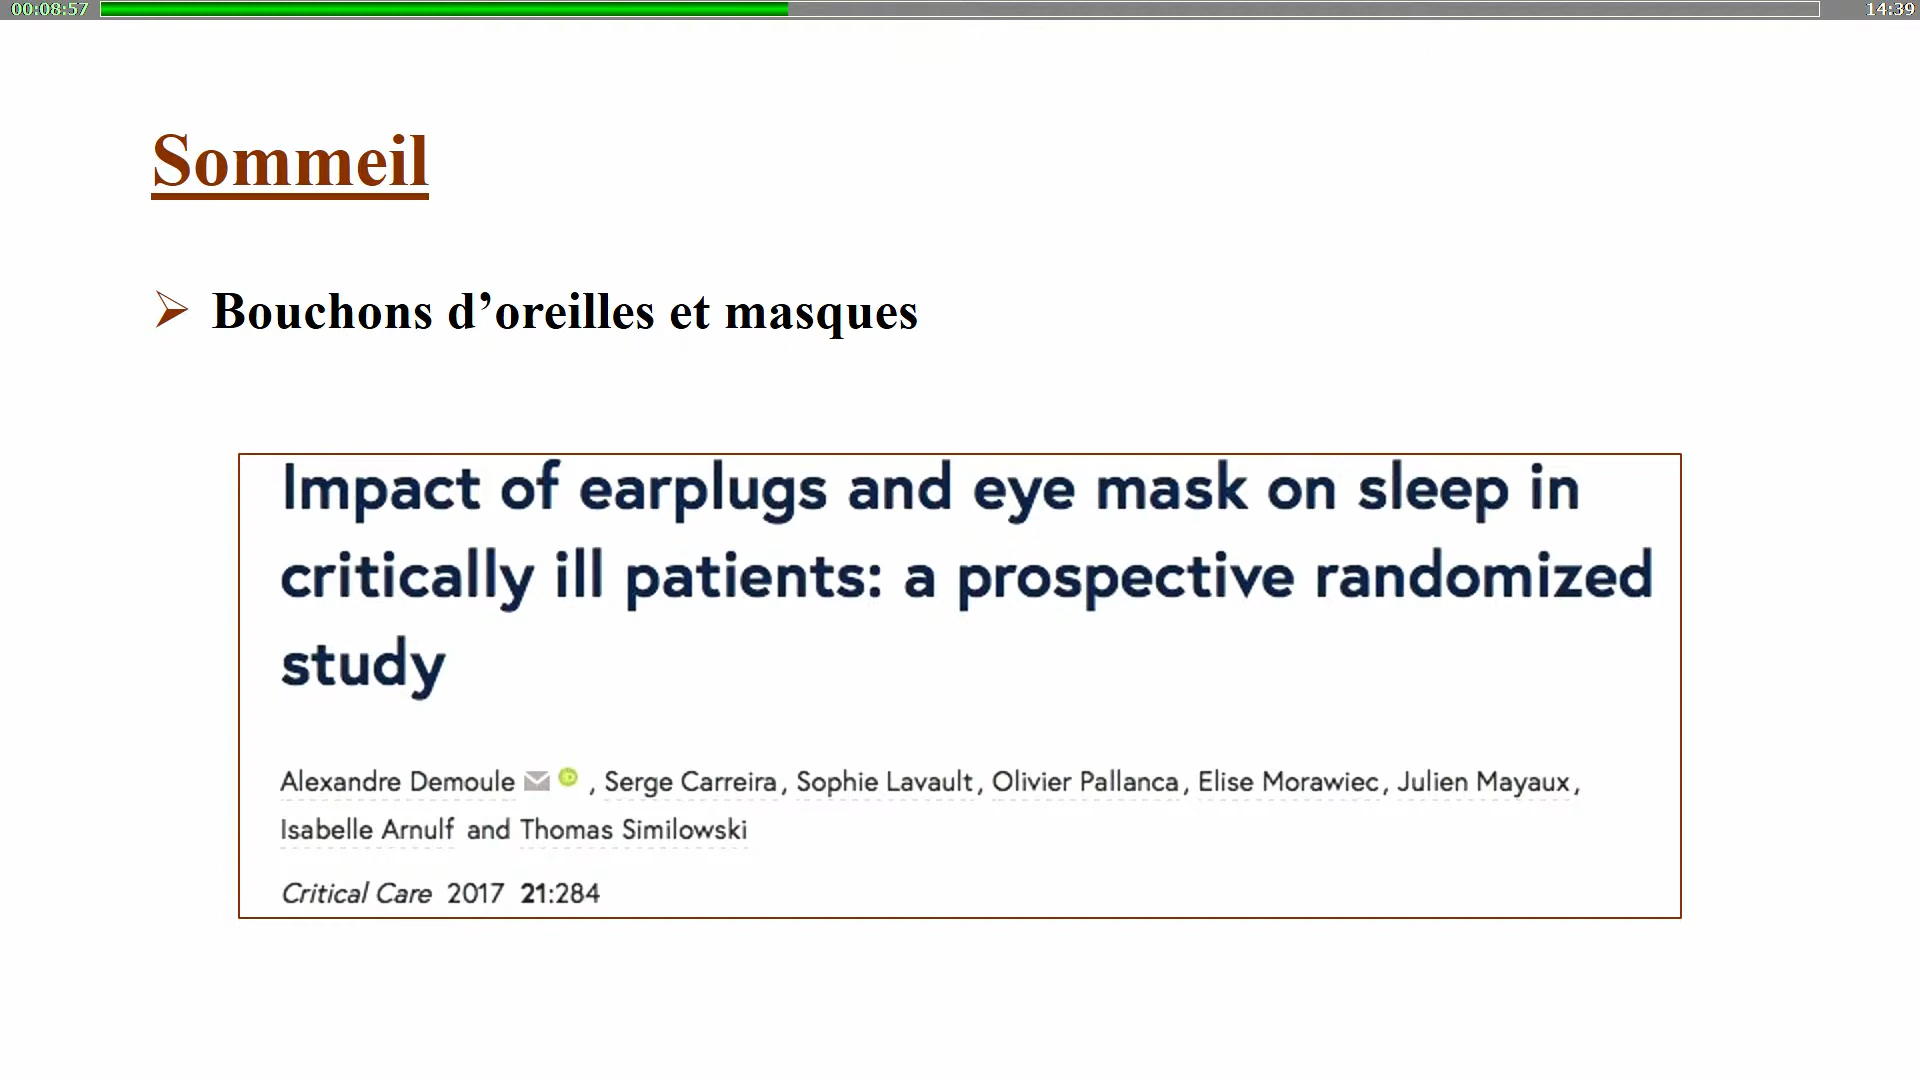 00:08:57 14:39
Sommeil
Bouchons d’oreilles et masques
Impact of earplugs and eye mask on sleep in
critically ill patients: a prospective randomized
study
Alexandre Demoule , Serge Carreira, Sophie Lavault, Olivier Pallanca, Elise Morawiec, Julien Mayaux,
Isabelle Arnulf and Thomas Similowski
Critical Care 2017 21:284